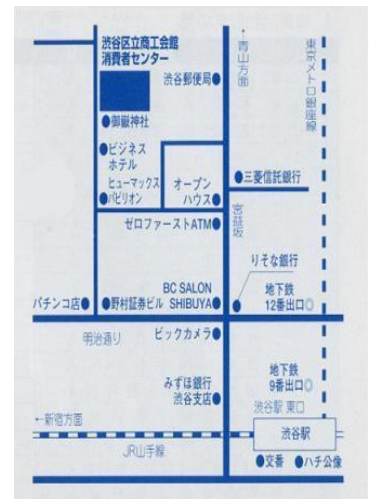 渋谷区立商工会館
消費者センター
渋谷郵便局
↑青山方面
東京メトロ銀座線
御嶽神社
ビジネス
ホテル
ヒューマックス
パビリオン
オープン
ハウス
三菱信託銀行
宮益坂
ゼロファーストATM
りそな銀行
BC SALON
SHIBUYA
パチンコ店
野村証券ビル
地下鉄
12番出口
明治通り
ビックカメラ
みずほ銀行
渋谷支店
地下鉄
9番出口
渋谷駅 東口
←新宿方面
渋谷駅
JR山手線
交番
ハチ公像